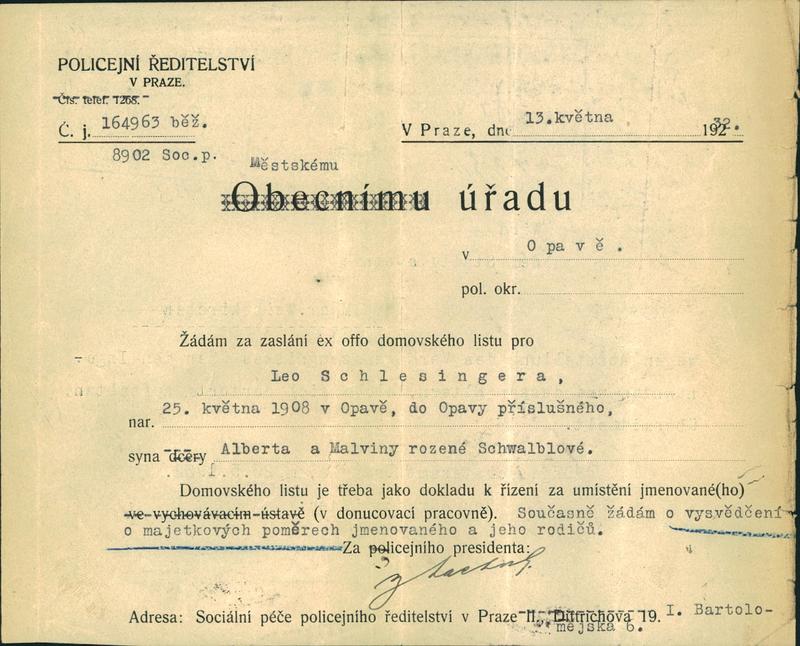 POLICEJNÍ ŘEDITELSTVÍ
V PRAZE.
Čís. telef. 1268.
Č. j. 164963 běž.
V Praze, dne 13.května 192 32.
8902 Soc.p.
Městskému
Obecnímu úřadu
v Opavě.
pol. okr.
Žádám za zaslání ex offo domovského listu pro
Leo Schlesingera,
nar. 25. května 1908 v Opavě, do Opavy příslušného,
syna dcery Alberta a Malviny rozené Schwalblové.
Domovského listu je třeba jako dokladu k řízení za umístění jmenované(ho)
ve vychovávacím ústavě (v donucovací pracovně). Současně žádám o vysvědčení
o majetkových poměrech jmenovaného a jeho rodičů.
Za policejního presidenta:
Adresa: Sociální péče policejního ředitelství v Praze II., Dittrichova 19. I. Bartolo-
mějská 6.